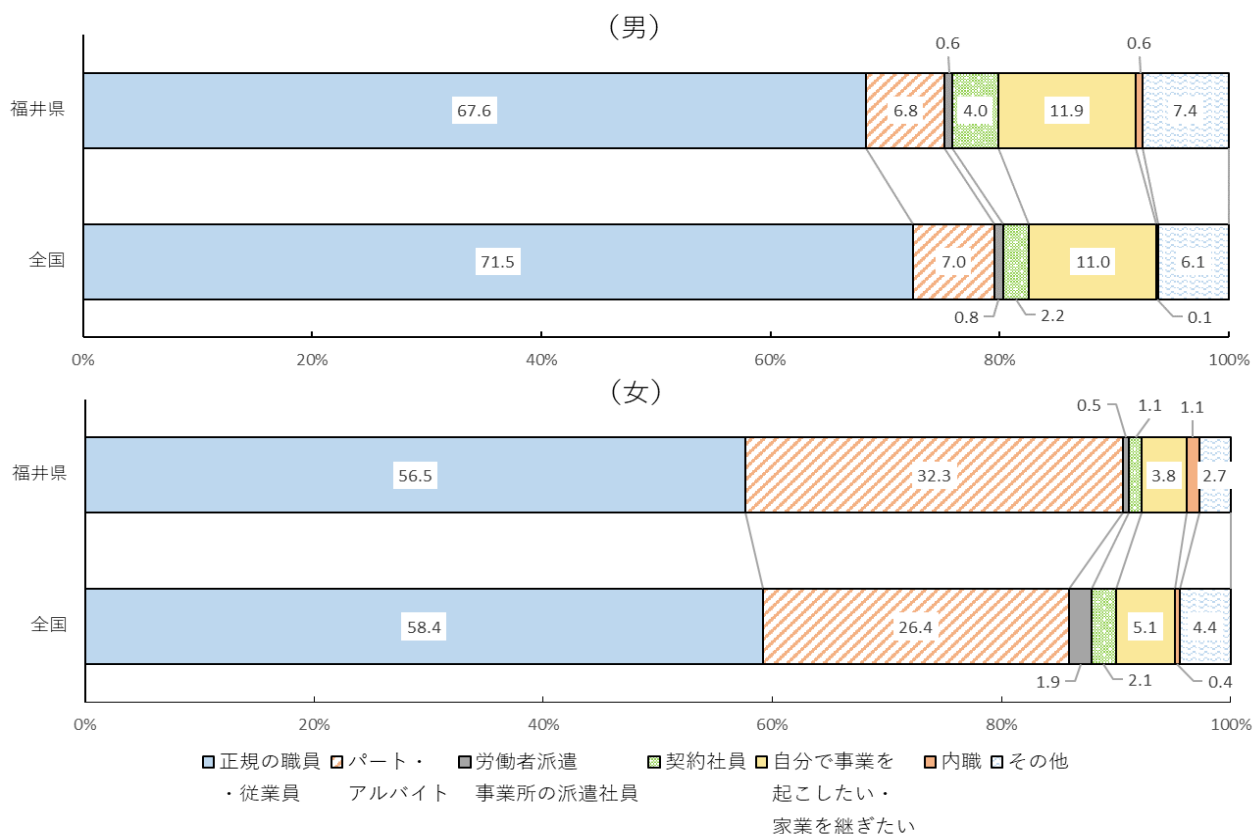 （男）
0.6
0.6
福井県
67.6
6.8
4.0
11.9
7.4
全国
71.5
7.0
11.0
6.1
0.8
2.2
0.1
0%
20%
40%
60%
80%
100%
（女）
0.5
1.1
1.1
福井県
56.5
32.3
3.8
2.7
全国
58.4
26.4
5.1
4.4
1.9
2.1
0.4
0%
20%
40%
60%
80%
100%
正規の職員
・従業員
パート・
アルバイト
労働者派遣
事業所の派遣社員
契約社員
自分で事業を
起こしたい・
家業を継ぎたい
内職
その他